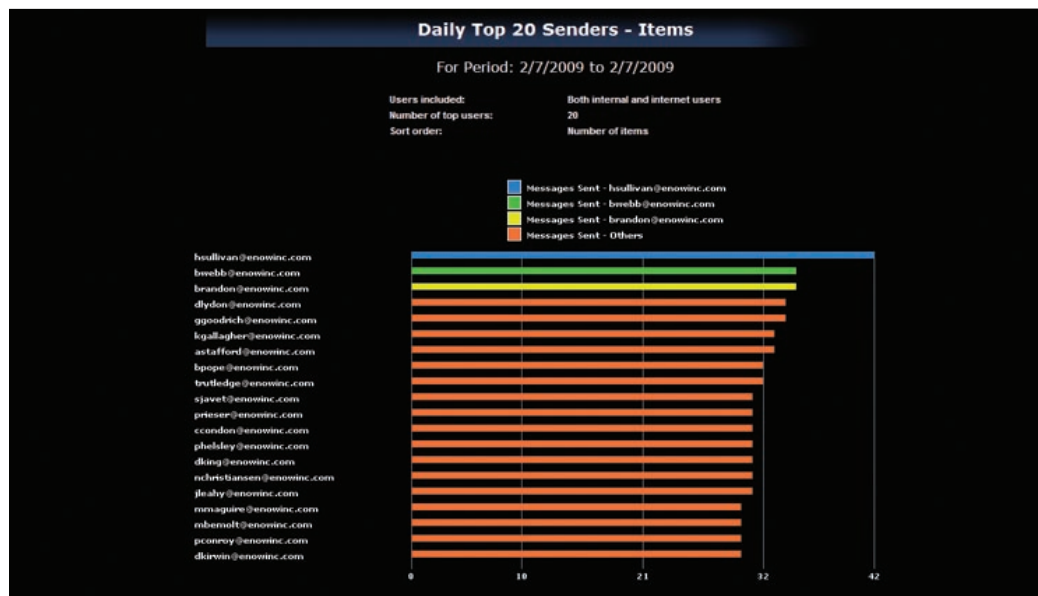 Daily Top 20 Senders - Items
For Period: 2/7/2009 to 2/7/2009
Users included: Both internal and internet users
Number of top users: 20
Sort order: Number of items
Messages Sent - hsullivan@enowinc.com
Messages Sent - bwebb@enowinc.com
Messages Sent - brandon@enowinc.com
Messages Sent - Others
hsullivan@enowinc.com
bwebb@enowinc.com
brandon@enowinc.com
dlydon@enowinc.com
ggoodrich@enowinc.com
kgallagher@enowinc.com
astafford@enowinc.com
bpope@enowinc.com
trutledge@enowinc.com
sjavet@enowinc.com
prieser@enowinc.com
ccondon@enowinc.com
phelsley@enowinc.com
dking@enowinc.com
nchristiansen@enowinc.com
jleahy@enowinc.com
mmaguire@enowinc.com
mbemolt@enowinc.com
pconroy@enowinc.com
dkirwin@enowinc.com
0 10 21 32 42